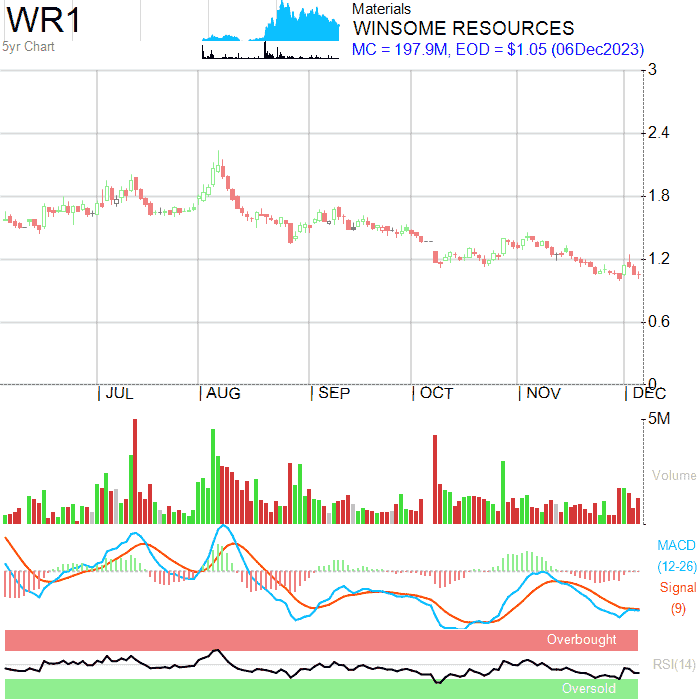 WR1
5yr Chart
Materials
WINSOME RESOURCES
MC = 197.9M, EOD = $1.05 (06Dec2023)
3
2.4
1.8
1.2
0.6
0
JUL AUG SEP OCT NOV DEC
5M
Volume
MACD
(12-26)
Signal
(9)
Overbought
RSI(14)
Oversold